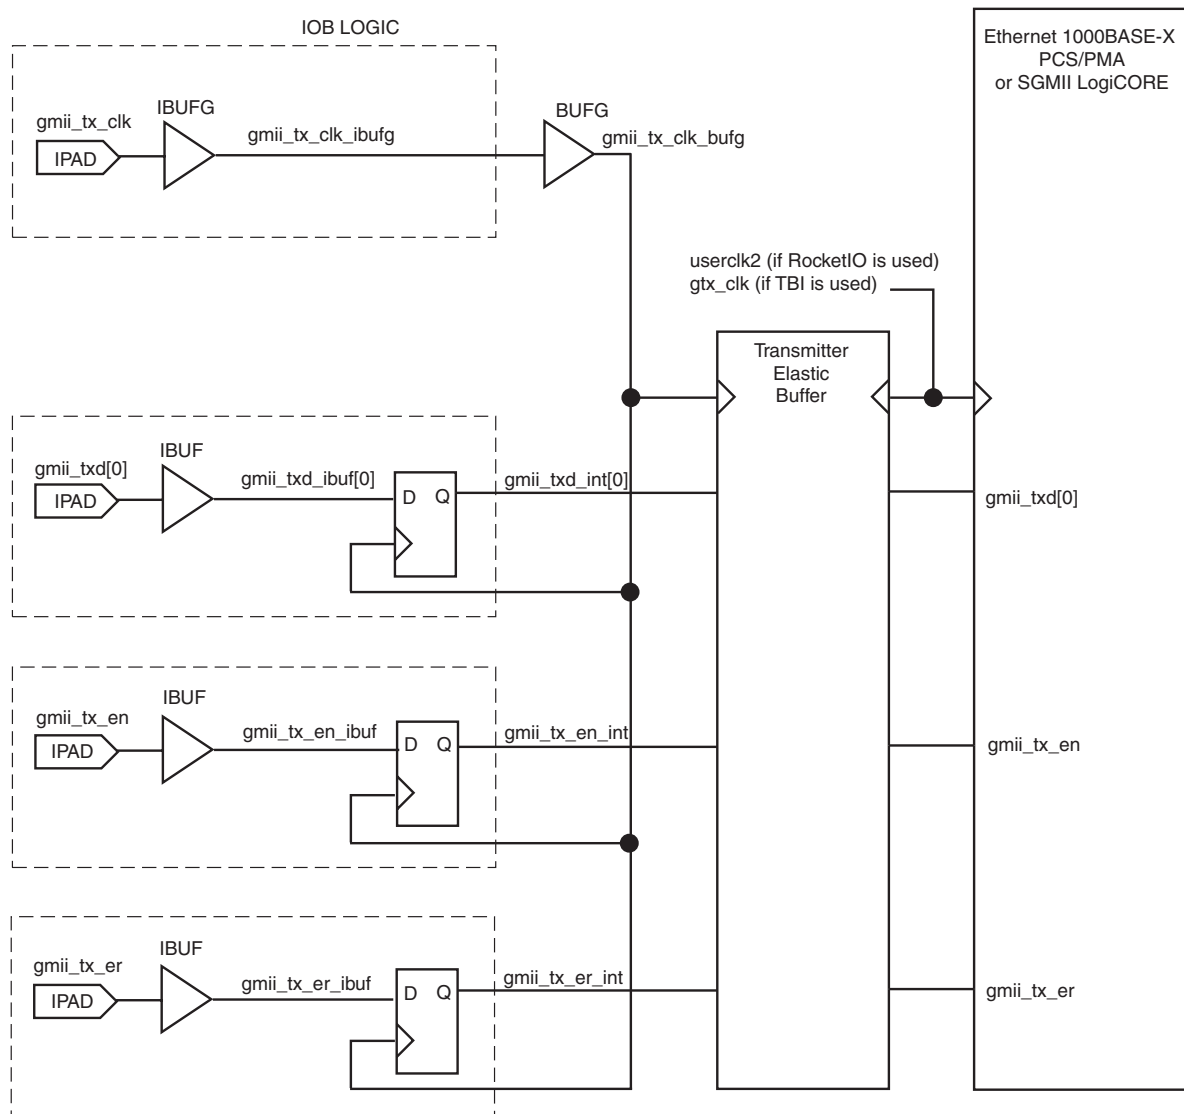 IOB LOGIC
Ethernet 1000BASE-X
PCS/PMA
or SGMII LogiCORE
IBUFG
BUFG
gmii_tx_clk
gmii_tx_clk_ibufg
gmii_tx_clk_bufg
IPAD
userclk2 (if RocketIO is used)
gtx_clk (if TBI is used)
Transmitter
Elastic
Buffer
IBUF
gmii_txd[0]
gmii_txd_ibuf[0]
gmii_txd_int[0]
IPAD
D Q
gmii_txd[0]
IBUF
gmii_tx_en
gmii_tx_en_ibuf
gmii_tx_en_int
IPAD
D Q
gmii_tx_en
IBUF
gmii_tx_er
gmii_tx_er_ibuf
gmii_tx_er_int
IPAD
D Q
gmii_tx_er